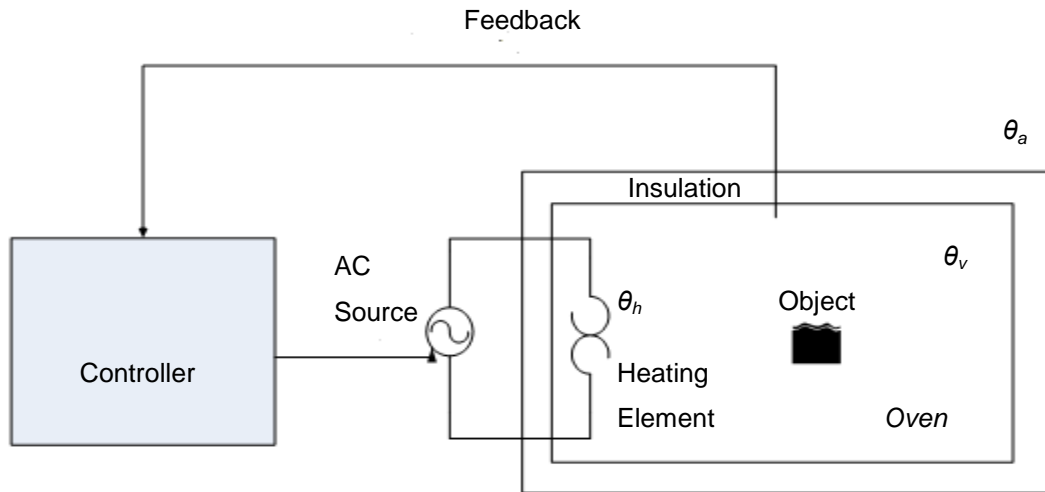 Feedback
θa
Insulation
θv
AC
Source
θh
Object
Controller
Heating
Element
Oven